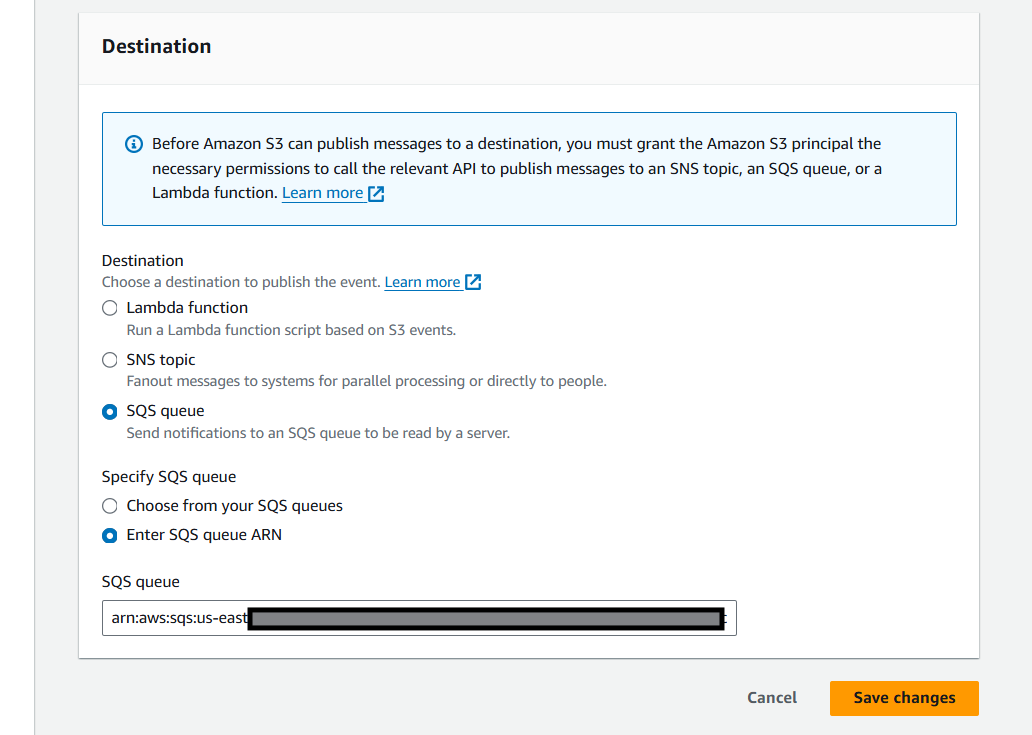 Destination
Before Amazon S3 can publish messages to a destination, you must grant the Amazon S3 principal the
necessary permissions to call the relevant API to publish messages to an SNS topic, an SQS queue, or a
Lambda function. Learn more
Destination
Choose a destination to publish the event. Learn more
Lambda function
Run a Lambda function script based on S3 events.
SNS topic
Fanout messages to systems for parallel processing or directly to people.
SQS queue
Send notifications to an SQS queue to be read by a server.
Specify SQS queue
Choose from your SQS queues
Enter SQS queue ARN
SQS queue
arn:aws:sqs:us-east
Cancel
Save changes